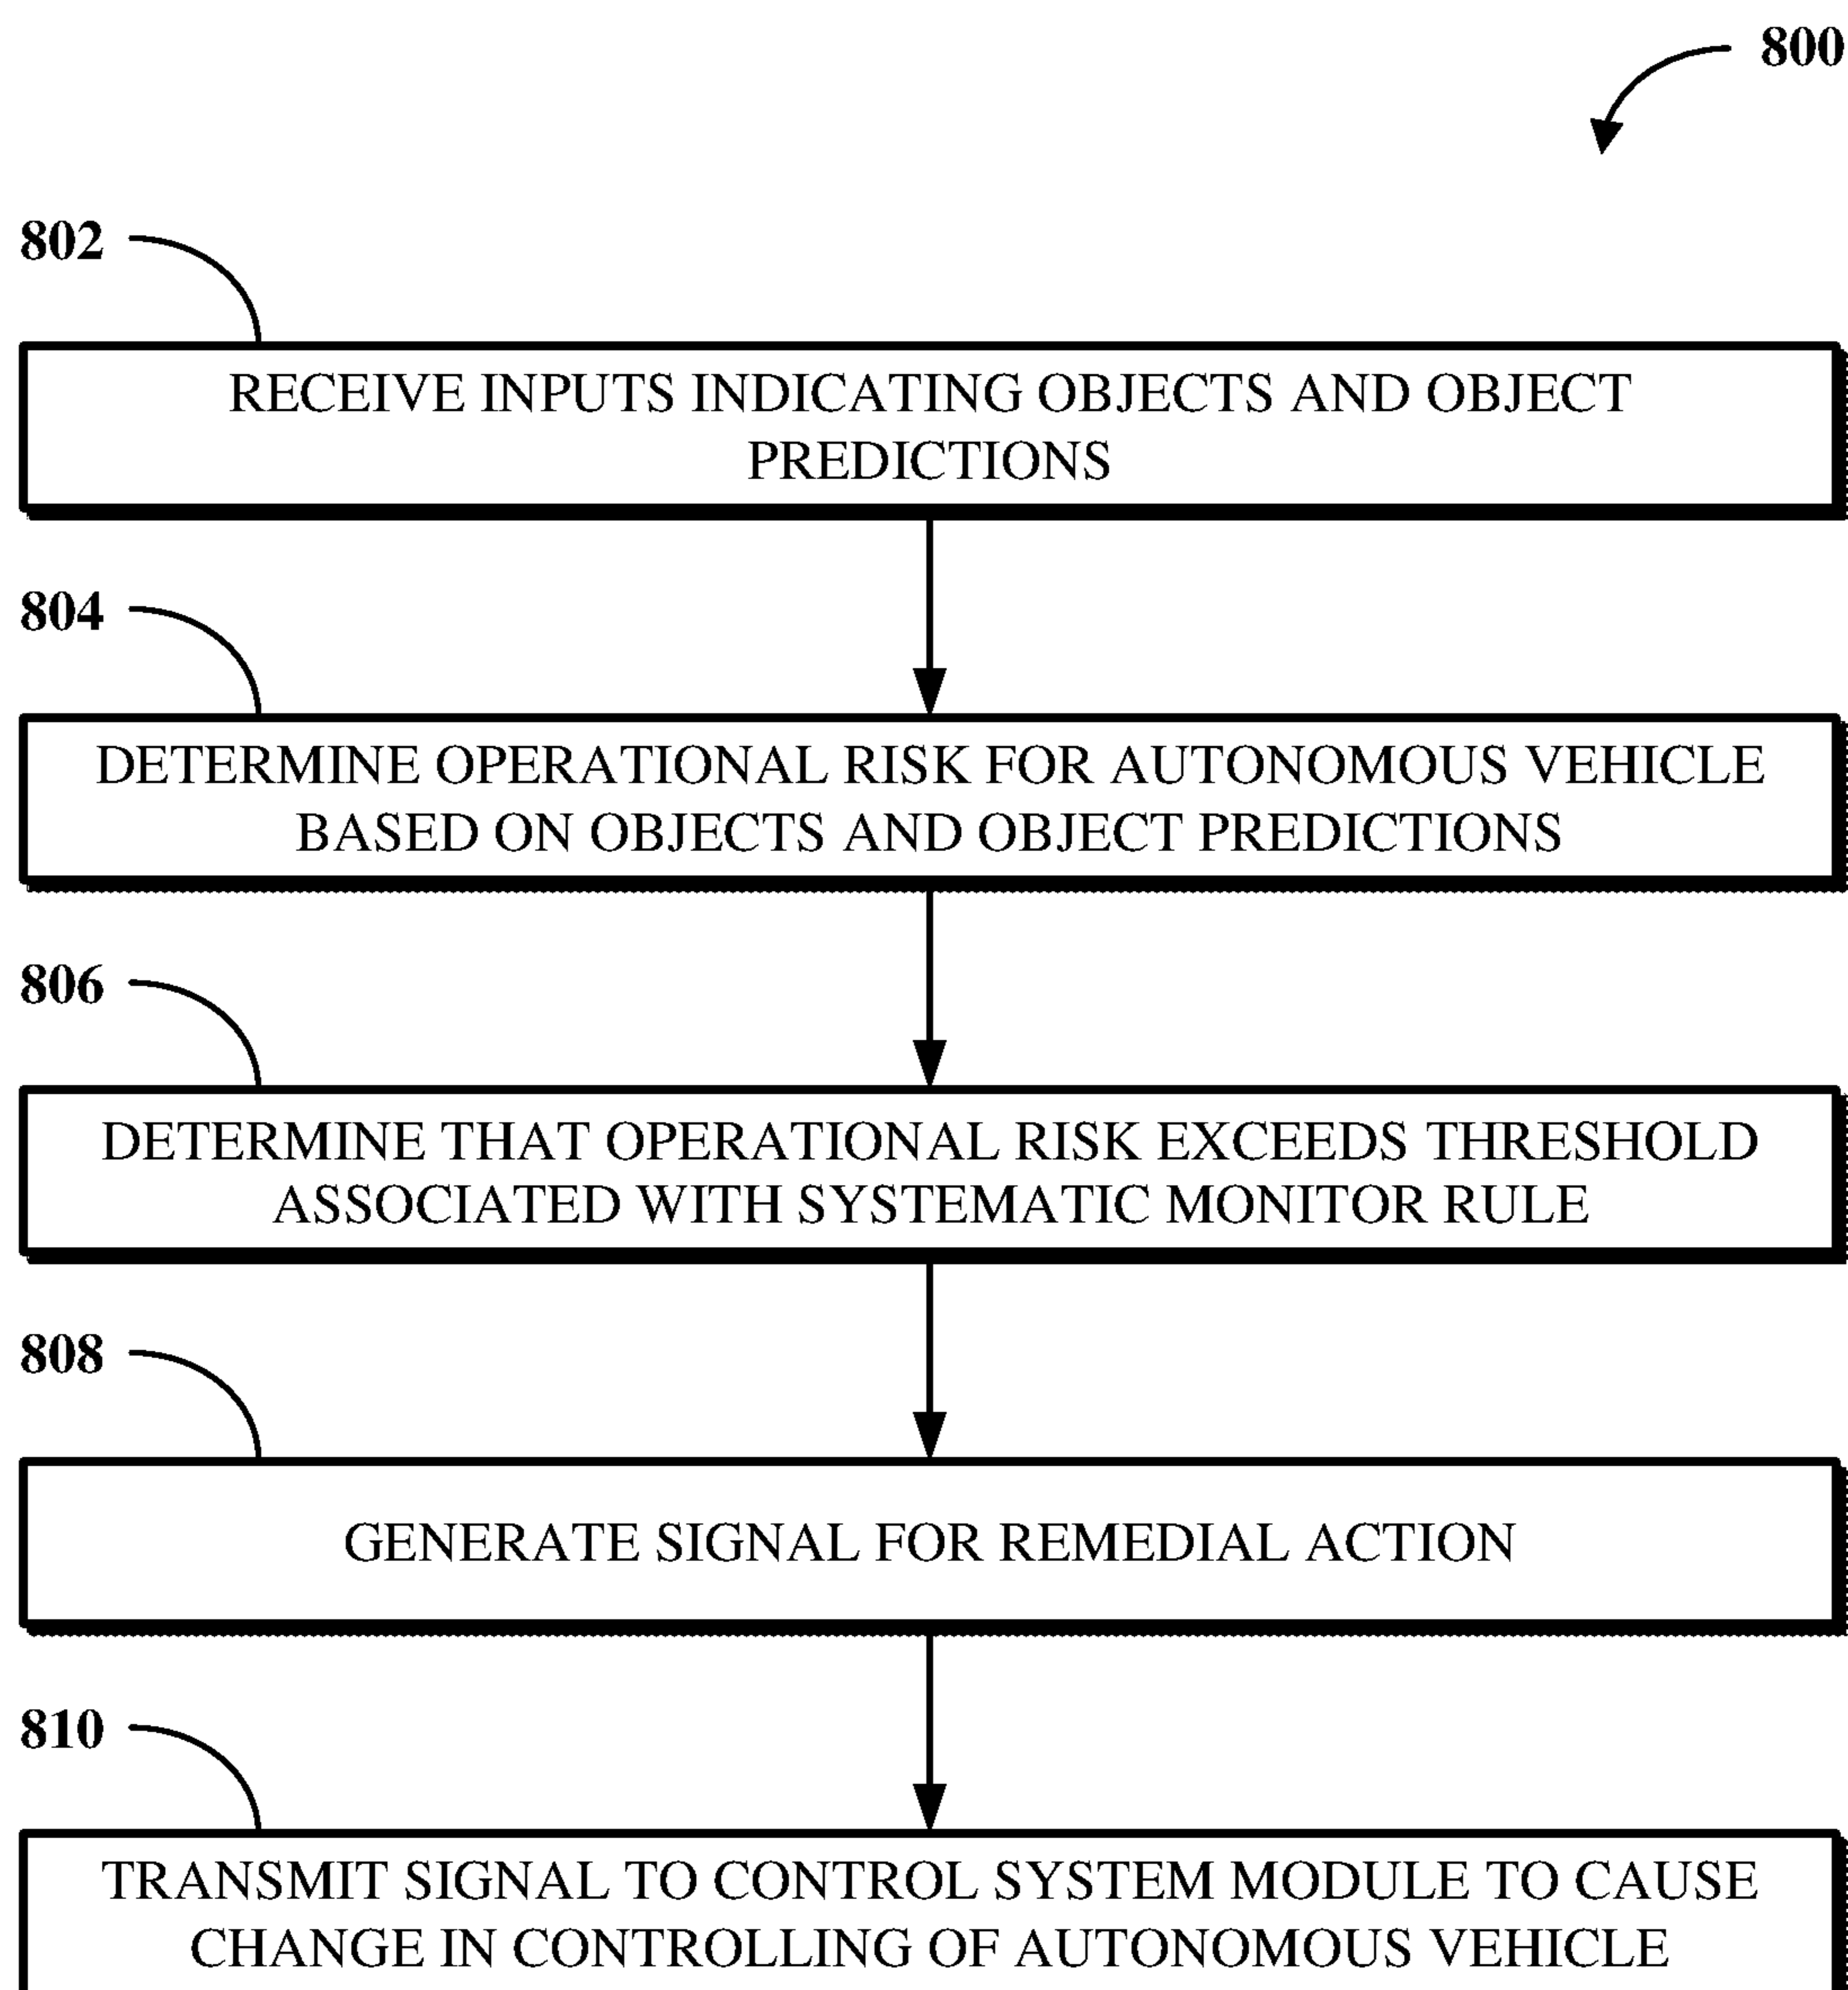 800
802
RECEIVE INPUTS INDICATING OBJECTS AND OBJECT
PREDICTIONS
804
DETERMINE OPERATIONAL RISK FOR AUTONOMOUS VEHICLE
BASED ON OBJECTS AND OBJECT PREDICTIONS
806
DETERMINE THAT OPERATIONAL RISK EXCEEDS THRESHOLD
ASSOCIATED WITH SYSTEMATIC MONITOR RULE
808
GENERATE SIGNAL FOR REMEDIAL ACTION
810
TRANSMIT SIGNAL TO CONTROL SYSTEM MODULE TO CAUSE
CHANGE IN CONTROLLING OF AUTONOMOUS VEHICLE